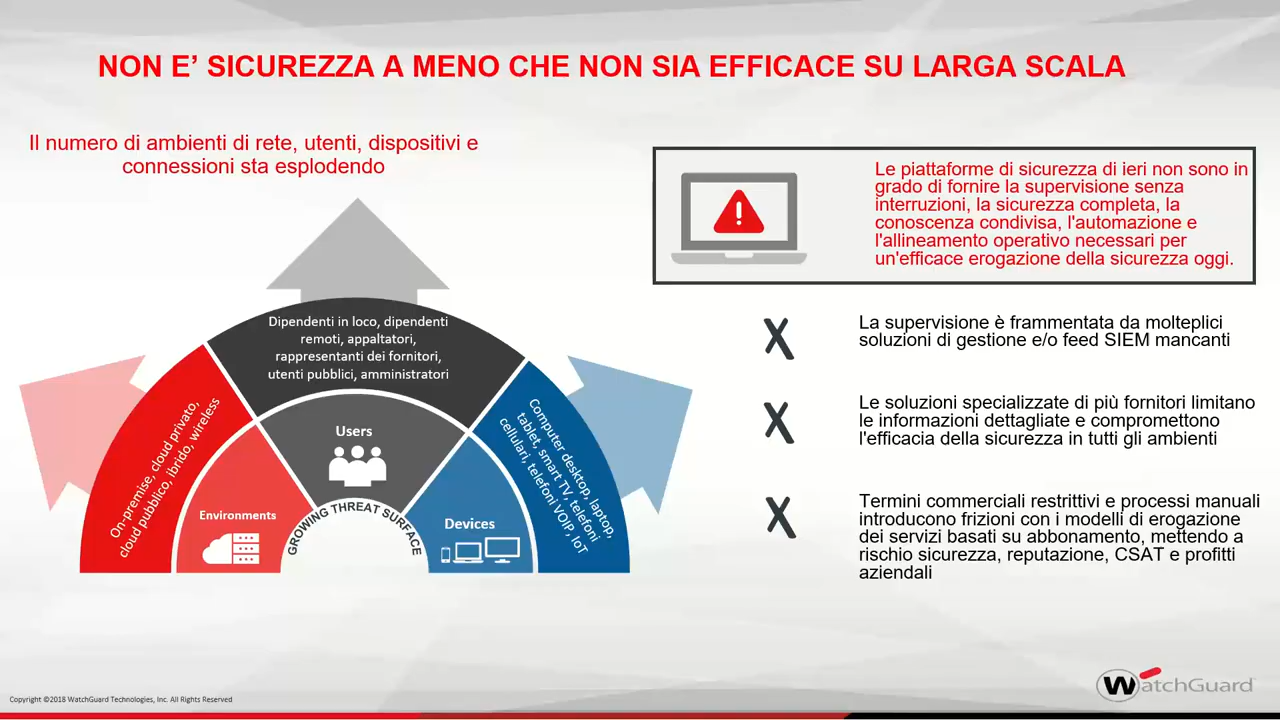 NON E’ SICUREZZA A MENO CHE NON SIA EFFICACE SU LARGA SCALA
Il numero di ambienti di rete, utenti, dispositivi e
connessioni sta esplodendo
Dipendenti in loco, dipendenti
remoti, appaltatori,
rappresentanti dei fornitori,
utenti pubblici, amministratori
On-premise, cloud privato,
cloud pubblico, ibrido, wireless
Computer desktop, laptop,
tablet, smart TV, telefoni
cellulari, telefoni VOIP, IoT
Users
Environments
Devices
GROWING THREAT SURFACE
Le piattaforme di sicurezza di ieri non sono in
grado di fornire la supervisione senza
interruzioni, la sicurezza completa, la
conoscenza condivisa, l'automazione e
l'allineamento operativo necessari per
un'efficace erogazione della sicurezza oggi.
X
La supervisione è frammentata da molteplici
soluzioni di gestione e/o feed SIEM mancanti
X
Le soluzioni specializzate di più fornitori limitano
le informazioni dettagliate e compromettono
l'efficacia della sicurezza in tutti gli ambienti
X
Termini commerciali restrittivi e processi manuali
introducono frizioni con i modelli di erogazione
dei servizi basati su abbonamento, mettendo a
rischio sicurezza, reputazione, CSAT e profitti
aziendali
Copyright ©2018 WatchGuard Technologies, Inc. All Rights Reserved
WatchGuard